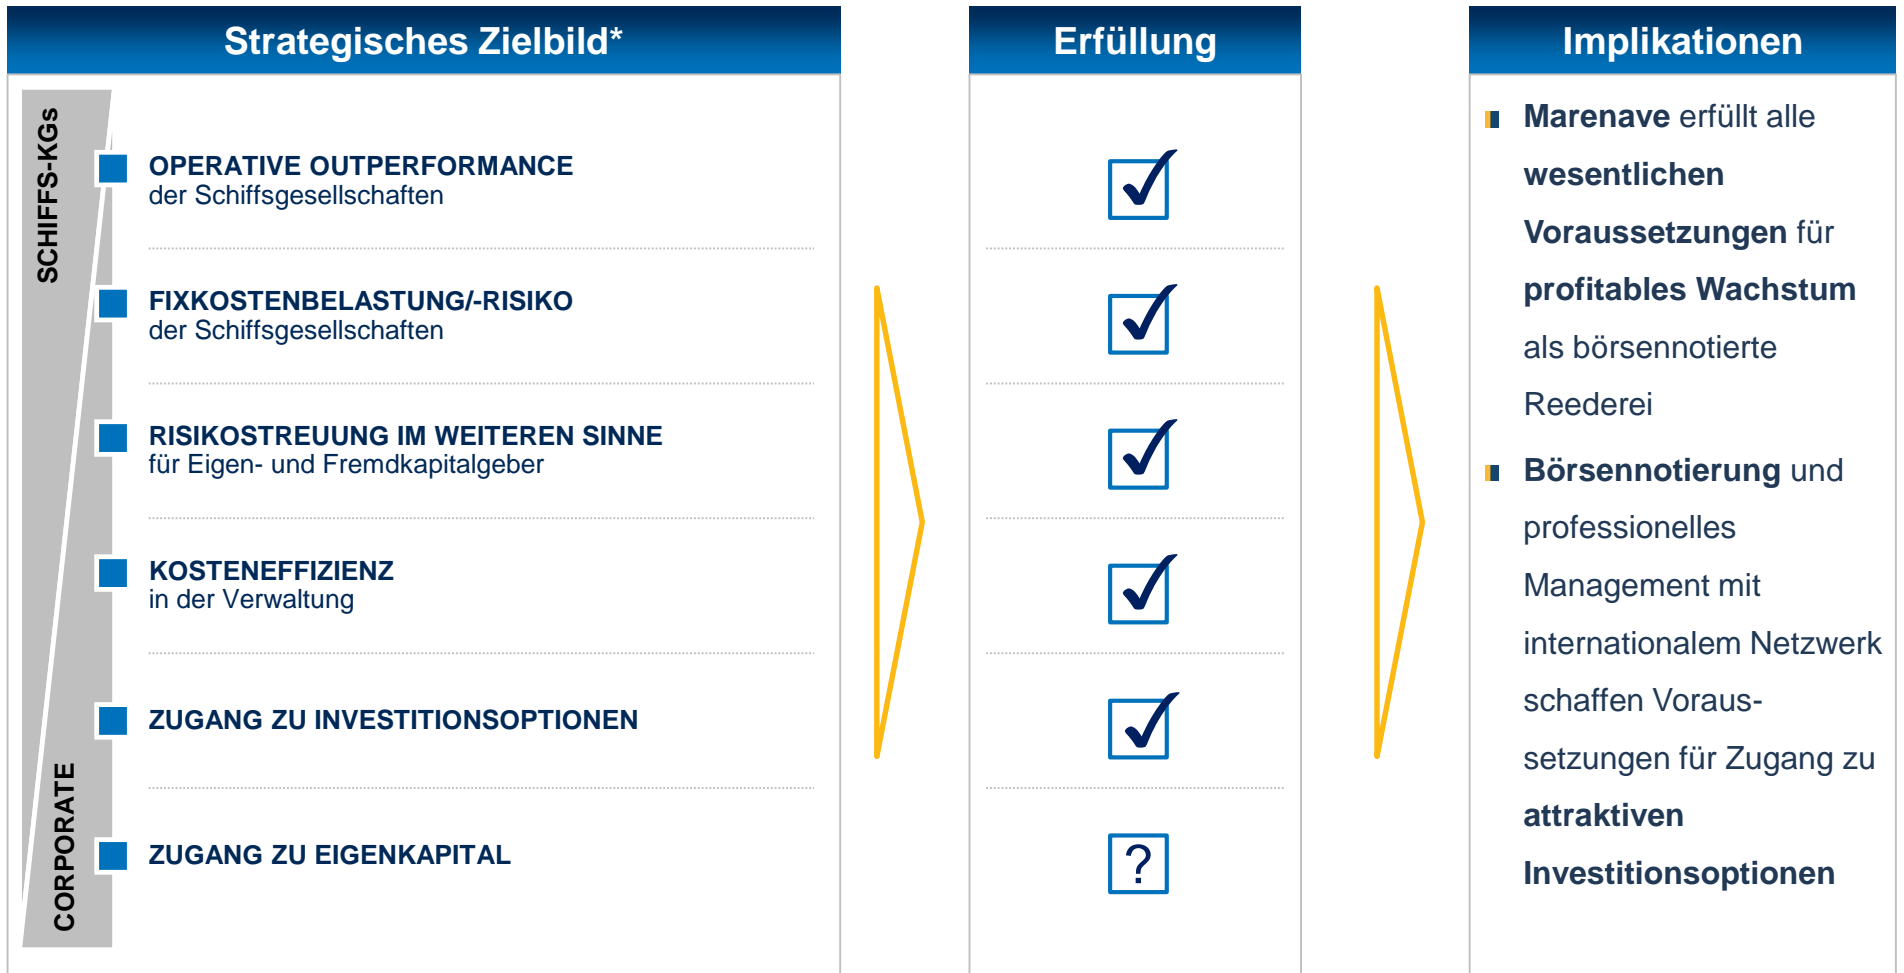 Strategisches Zielbild*
SCHIFFS-KGs
CORPORATE
OPERATIVE OUTPERFORMANCE
der Schiffsgesellschaften
FIXKOSTENBELASTUNG/-RISIKO
der Schiffsgesellschaften
RISIKOSTREUUNG IM WEITEREN SINNE
für Eigen- und Fremdkapitalgeber
KOSTENEFFIZIENZ
in der Verwaltung
ZUGANG ZU INVESTITIONSOPTIONEN
ZUGANG ZU EIGENKAPITAL
Erfüllung
?
Implikationen
Marenave erfüllt alle
wesentlichen
Voraussetzungen für
profitables Wachstum
als börsennotierte
Reederei
Börsennotierung und
professionelles
Management mit
internationalem Netzwerk
schaffen Voraus-
setzungen für Zugang zu
attraktiven
Investitionsoptionen